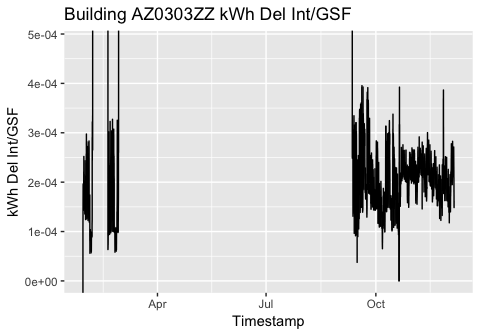 Building AZ0303ZZ kWh Del Int/GSF
5e-04
4e-04
3e-04
2e-04
1e-04
0e+00
kWh Del Int/GSF
Apr
Jul
Oct
Timestamp